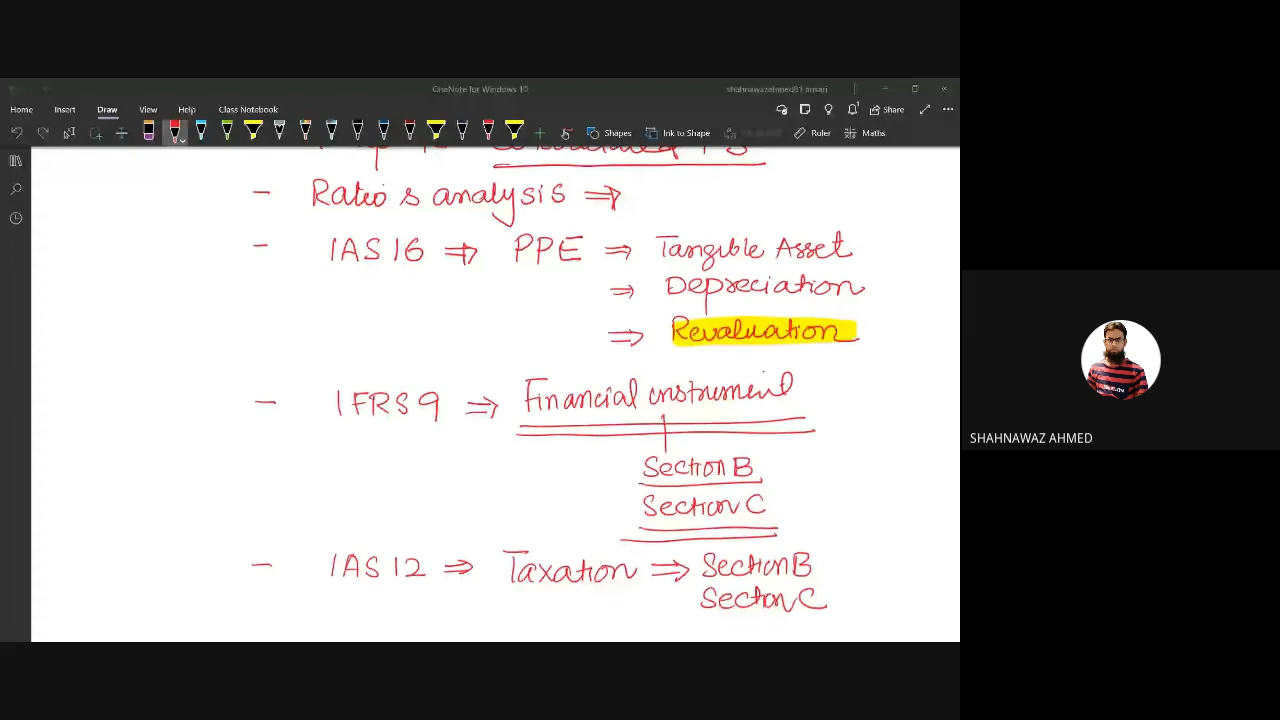 OneNote for Windows 10
shahnawazahmed81 ansari
Home Insert Draw View Help Class Notebook
Share
Shapes Ink to Shape Ruler Maths
- Ratio s analysis ⇒
- IAS 16 ⇒ PPE ⇒ Tangible Asset
⇒ Depreciation
⇒ Revaluation
- IFRS 9 ⇒ Financial instrument
Section B
Section C
- IAS 12 ⇒ Taxation ⇒ Section B
Section C
SHAHNAWAZ AHMED